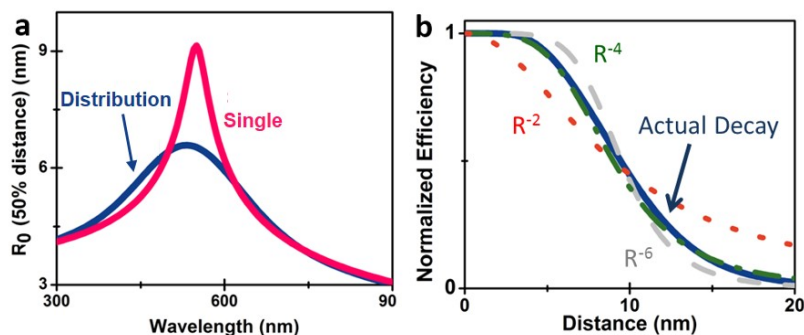 a
R₀ (50% distance) (nm)
9
6
3
Distribution
Single
300
600
90
Wavelength (nm)
b
Normalized Efficiency
1
0
R⁻⁴
R⁻²
Actual Decay
R⁻⁶
0
10
20
Distance (nm)